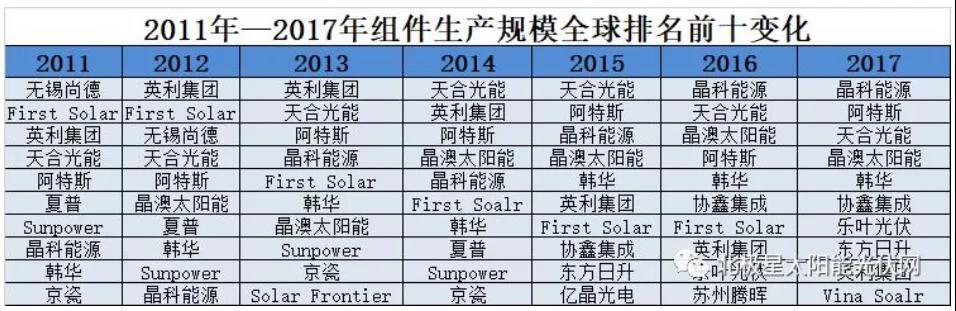 2011年—2017年组件生产规模全球排名前十变化
2011 2012 2013 2014 2015 2016 2017
无锡尚德 英利集团 英利集团 天合光能 天合光能 晶科能源 晶科能源
First Solar First Solar 天合光能 英利集团 阿特斯 天合光能 阿特斯
英利集团 无锡尚德 阿特斯 阿特斯 晶科能源 晶澳太阳能 天合光能
天合光能 天合光能 晶科能源 晶澳太阳能 晶澳太阳能 阿特斯 晶澳太阳能
阿特斯 阿特斯 First Solar 晶科能源 韩华 韩华 韩华
夏普 晶澳太阳能 韩华 First Soalr 英利集团 协鑫集成 协鑫集成
Sunpower 夏普 晶澳太阳能 韩华 First Solar First Solar 乐叶光伏
晶科能源 韩华 Sunpower 夏普 协鑫集成 英利集团 东方日升
韩华 Sunpower 京瓷 Sunpower 东方日升 乐叶光伏 英利集团
京瓷 晶科能源 Solar Frontier 京瓷 亿晶光电 苏州腾晖 Vina Soalr
北极星太阳能光伏网